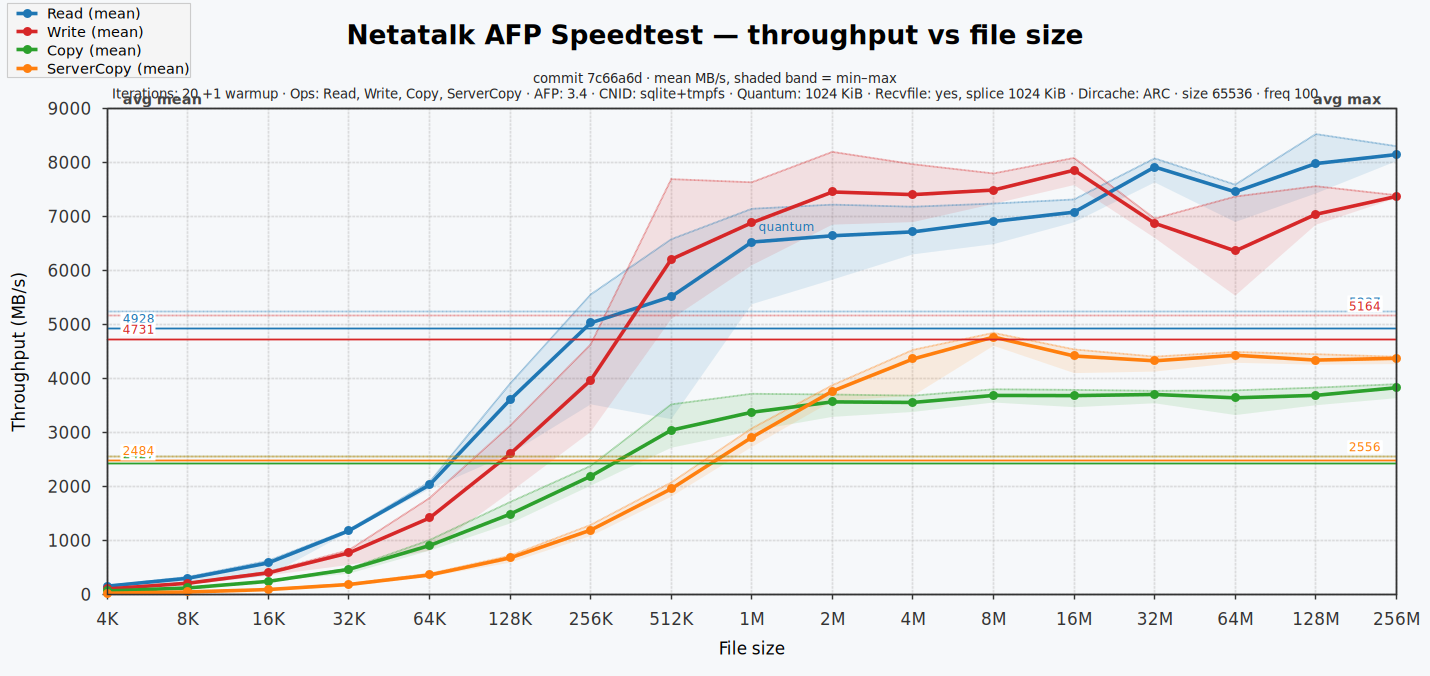 Read (mean)
Write (mean)
Copy (mean)
ServerCopy (mean)
Netatalk AFP Speedtest — throughput vs file size
commit 7c66a6d · mean MB/s, shaded band = min–max
Iterations: 20 +1 warmup · Ops: Read, Write, Copy, ServerCopy · AFP: 3.4 · CNID: sqlite+tmpfs · Quantum: 1024 KiB · Recvfile: yes, splice 1024 KiB · Dircache: ARC · size 65536 · freq 100
avg mean
avg max
9000
8000
7000
6000
5000
4000
3000
2000
1000
0
Throughput (MB/s)
quantum
4928
4731
5164
2484
2556
4K 8K 16K 32K 64K 128K 256K 512K 1M 2M 4M 8M 16M 32M 64M 128M 256M
File size